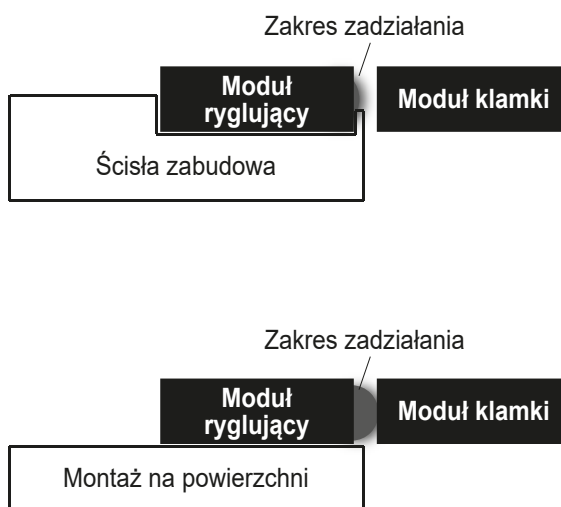 Zakres zadziałania
Moduł
ryglujący
Moduł klamki
Ścisła zabudowa
Zakres zadziałania
Moduł
ryglujący
Moduł klamki
Montaż na powierzchni